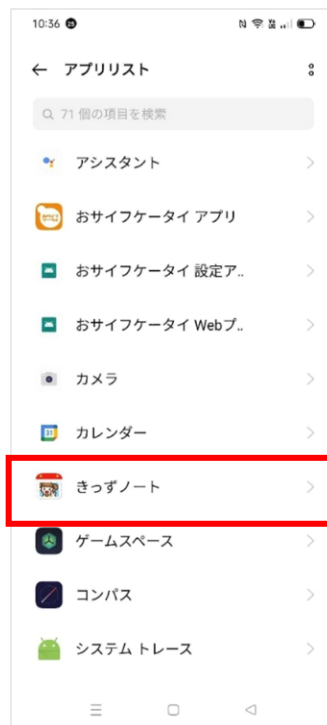 10:36
← アプリリスト
71 個の項目を検索
アシスタント
おサイフケータイ アプリ
おサイフケータイ 設定ア..
おサイフケータイ Webプ..
カメラ
カレンダー
きっずノート
ゲームスペース
コンパス
システム トレース